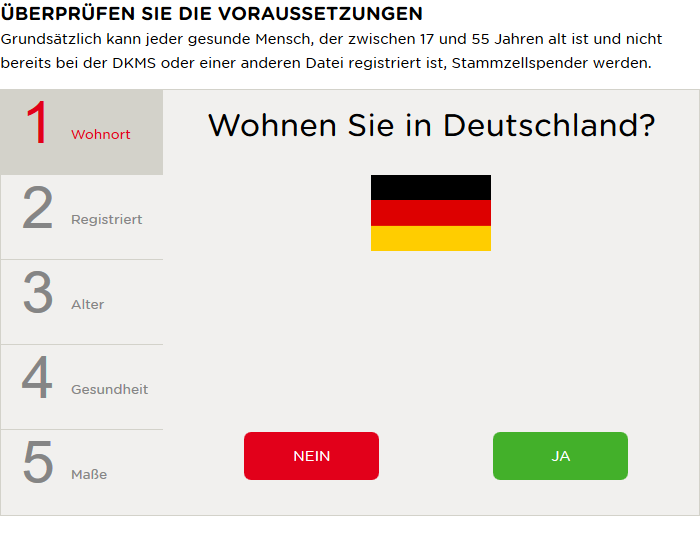 ÜBERPRÜFEN SIE DIE VORAUSSETZUNGEN
Grundsätzlich kann jeder gesunde Mensch, der zwischen 17 und 55 Jahren alt ist und nicht
bereits bei der DKMS oder einer anderen Datei registriert ist, Stammzellspender werden.
1 Wohnort
Wohnen Sie in Deutschland?
2 Registriert
3 Alter
4 Gesundheit
5 Maße
NEIN
JA